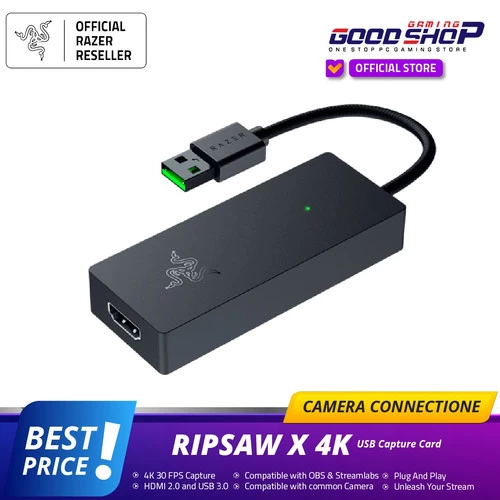 OFFICIAL
RAZER
RESELLER
GAMING
GOODSHOP
ONE STOP PC GAMING STORE
OFFICIAL STORE
RAZER
CAMERA CONNECTIONE
BEST
PRICE!
RIPSAW X 4K USB Capture Card
4K 30 FPS Capture
HDMI 2.0 and USB 3.0
Compatible with OBS & Streamlabs
Compatible with common Camera
Plug And Play
Unleash Your Stream